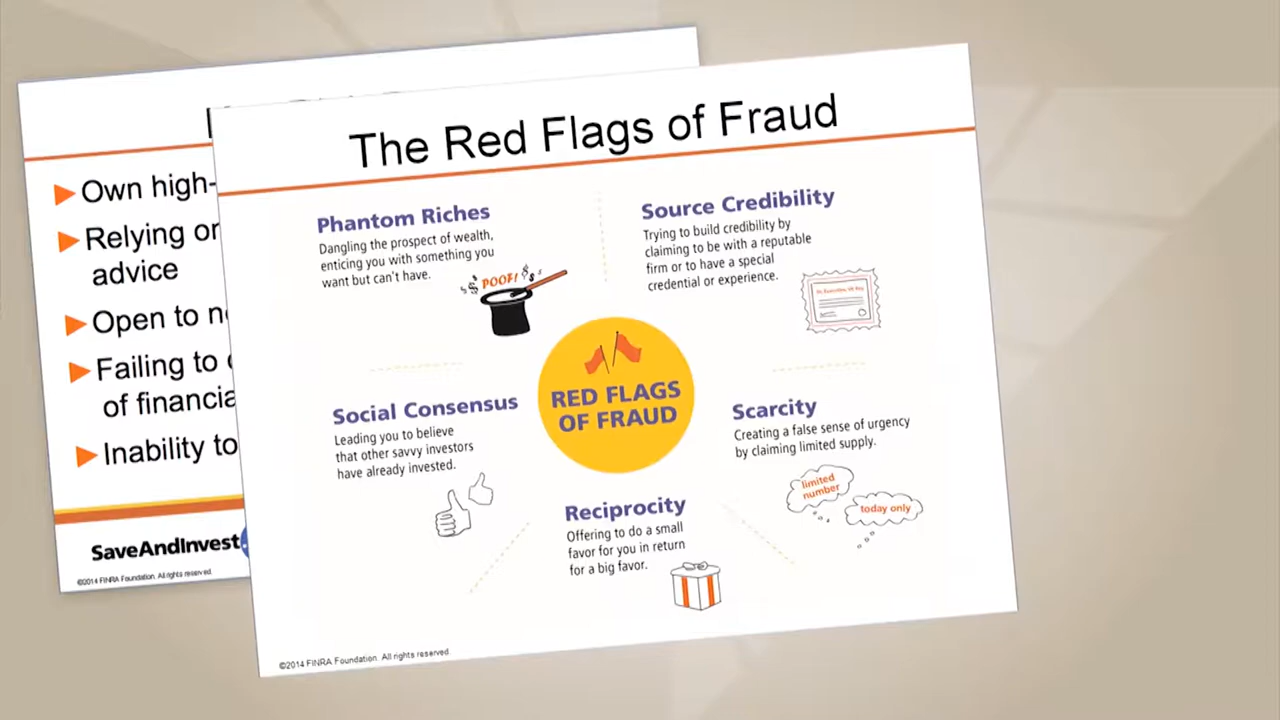 The Red Flags of Fraud
Phantom Riches
Dangling the prospect of wealth,
enticing you with something you
want but can't have.
$ POOF! $ $ $
Source Credibility
Trying to build credibility by
claiming to be with a reputable
firm or to have a special
credential or experience.
RED FLAGS
OF FRAUD
Social Consensus
Leading you to believe
that other savvy investors
have already invested.
Scarcity
Creating a false sense of urgency
by claiming limited supply.
limited
number
today only
Reciprocity
Offering to do a small
favor for you in return
for a big favor.
©2014 FINRA Foundation. All rights reserved.
Own high-
Relying or
advice
Open to
Failing to
of financia
Inability to
SaveAndInvest
©2014 FINRA Foundation. All rights reserved.